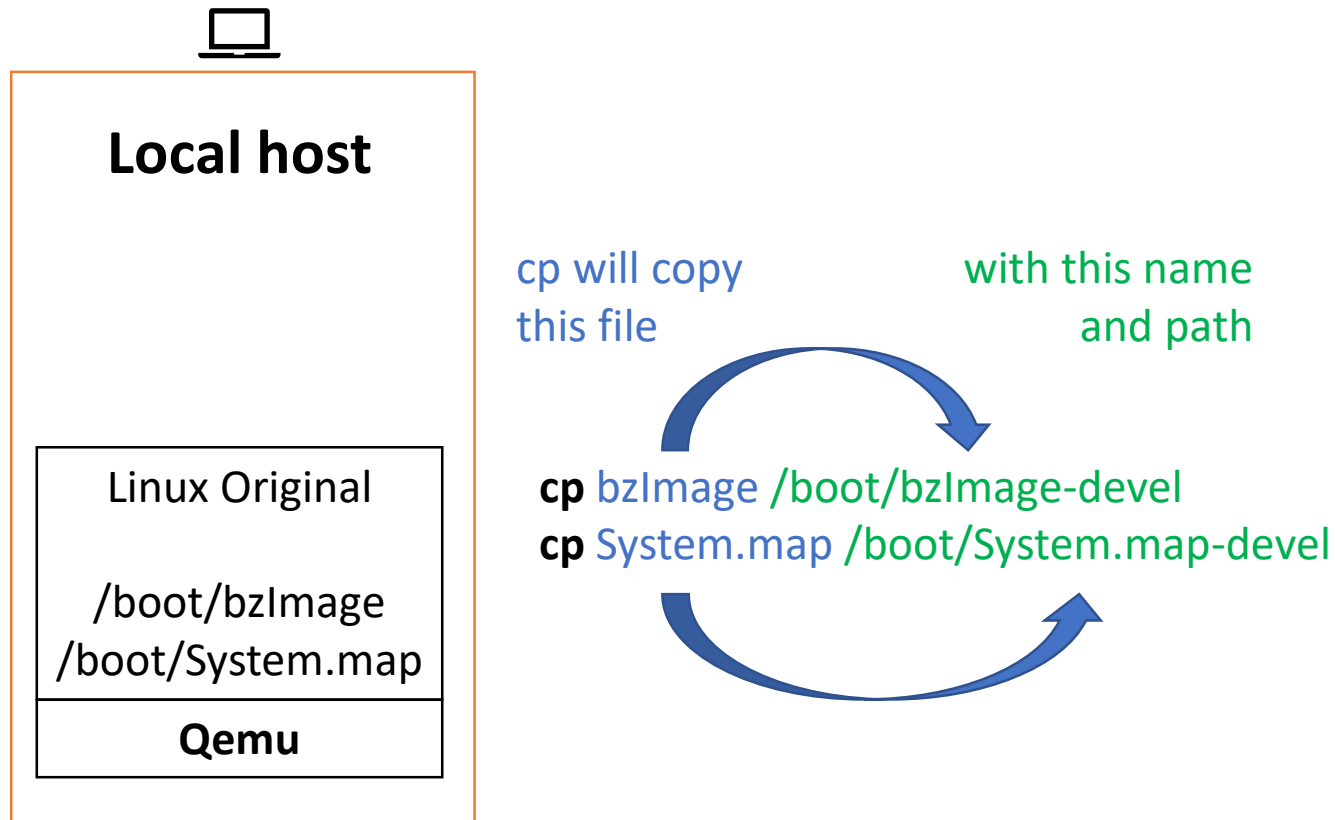 Local host
Linux Original
/boot/bzImage
/boot/System.map
Qemu
cp will copy
this file
with this name
and path
cp bzImage /boot/bzImage-devel
cp System.map /boot/System.map-devel